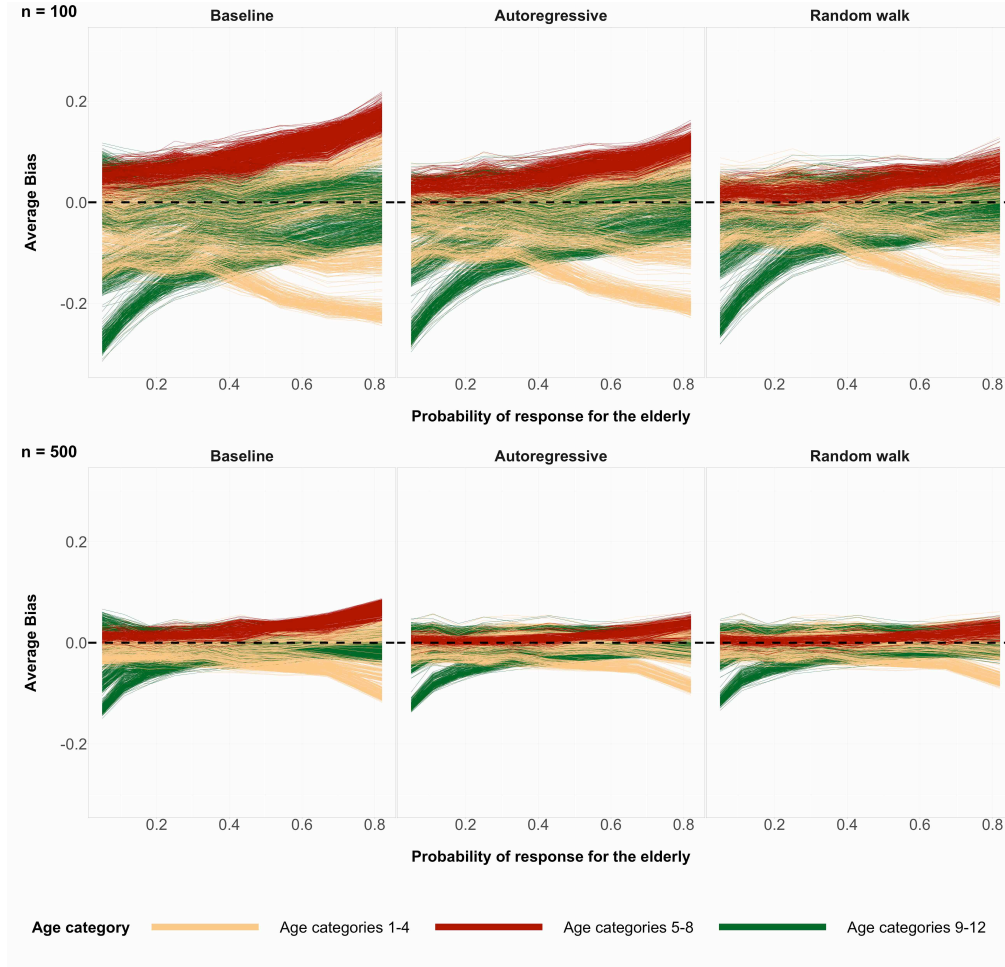 n = 100
Baseline Autoregressive Random walk
0.2
0.0
-0.2
Average Bias
0.2 0.4 0.6 0.8 0.2 0.4 0.6 0.8 0.2 0.4 0.6 0.8
Probability of response for the elderly
n = 500
Baseline Autoregressive Random walk
0.2
0.0
-0.2
Average Bias
0.2 0.4 0.6 0.8 0.2 0.4 0.6 0.8 0.2 0.4 0.6 0.8
Probability of response for the elderly
Age category Age categories 1-4 Age categories 5-8 Age categories 9-12